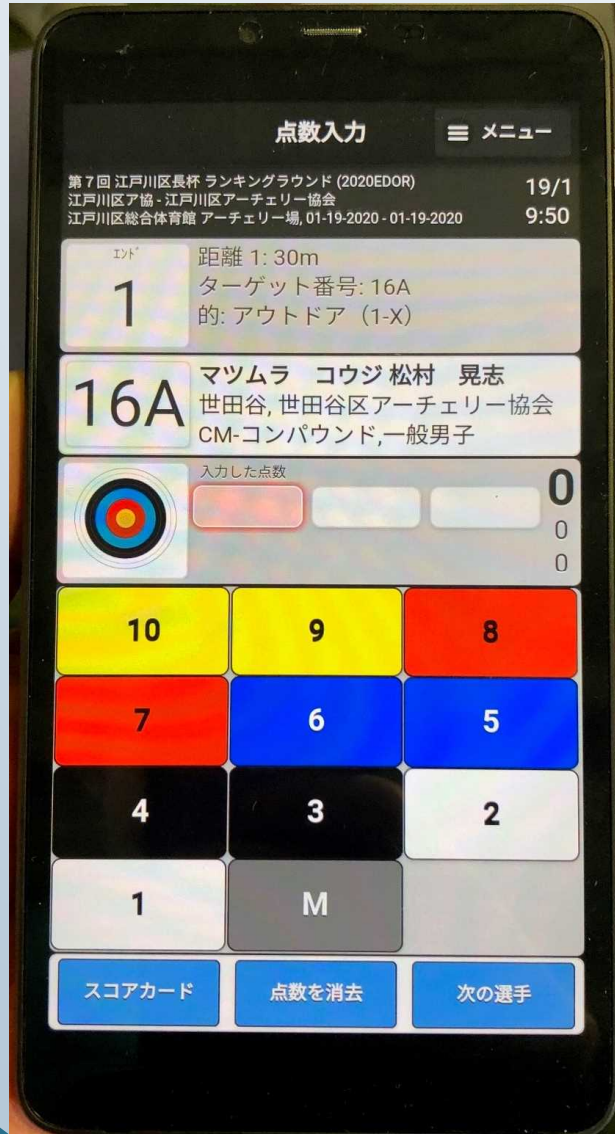 点数入力
≡ メニュー
第7回 江戸川区長杯 ランキングラウンド (2020EDOR)
19/1
江戸川区ア協 - 江戸川区アーチェリー協会
江戸川区総合体育館 アーチェリー場, 01-19-2020 - 01-19-2020
9:50
ｴﾝﾄﾞ
1
距離 1: 30m
ターゲット番号: 16A
的: アウトドア（1-X）
16A
マツムラ　コウジ 松村　晃志
世田谷, 世田谷区アーチェリー協会
CM-コンパウンド,一般男子
入力した点数
0
0
0
10 9 8
7 6 5
4 3 2
1 M
スコアカード 点数を消去 次の選手